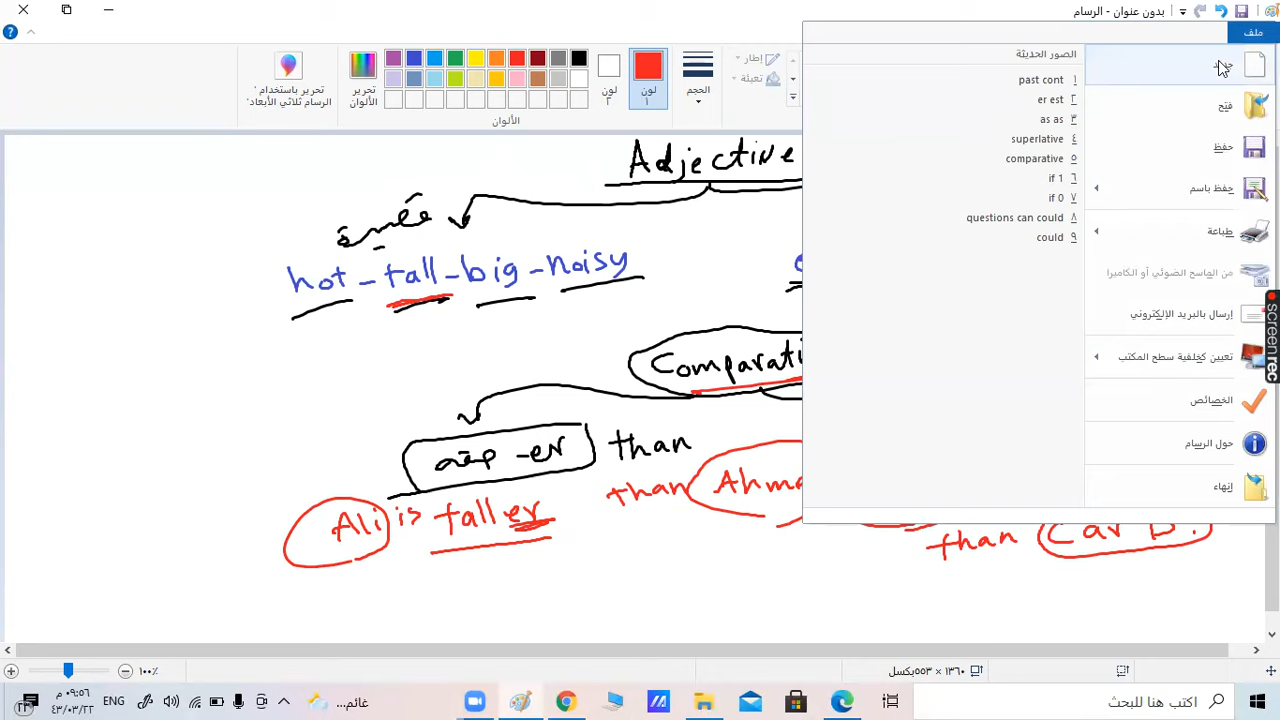 بدون عنوان - الرسام
ملف
الصور الحديثة
١ past cont
٢ er est
٣ as as
٤ superlative
٥ comparative
٦ if 1
٧ if 0
٨ questions can could
٩ could
جديد
فتح
حفظ
حفظ باسم
طباعة
من الماسح الضوئي أو الكاميرا
إرسال بالبريد الإلكتروني
تعيين كخلفية سطح المكتب
الخصائص
حول الرسام
إنهاء
إطار
تعبئة
الحجم
لون ١
لون ٢
تحرير الألوان
تحرير باستخدام الرسام ثلاثي الأبعاد
الألوان
Adjective
قصيرة
hot - tall - big - noisy
Comparati
صفة -er than
Ali is taller than Ahma
than Car B.
screenrec
١٣٦٠ × ٥٥٣بكسل
١٠٠٪
اكتب هنا للبحث
غائم...
ENG
٠٩:٥٦ م